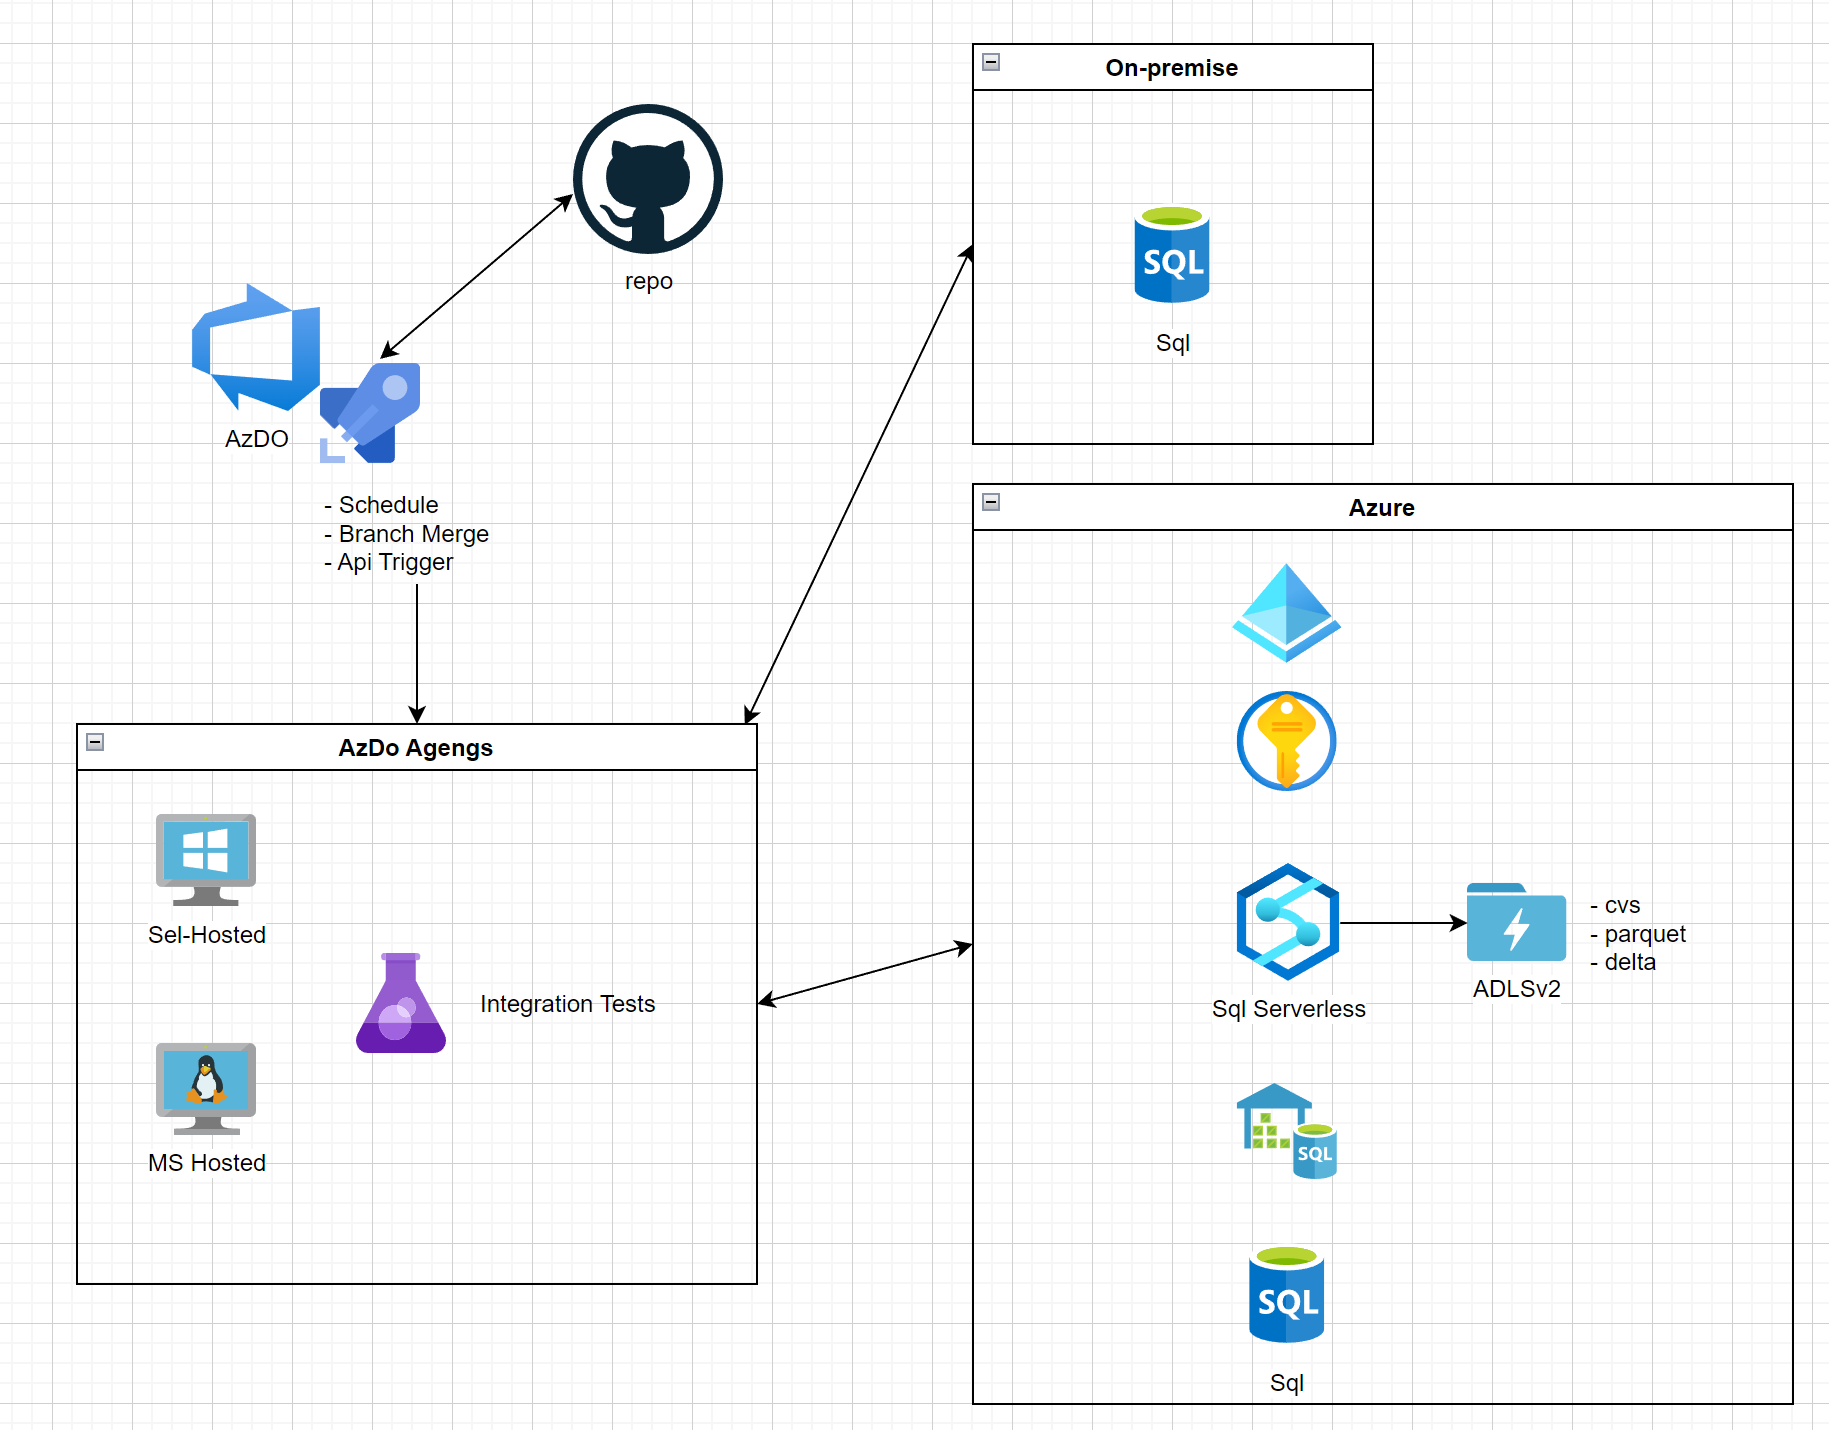 On-premise
SQL
Sql
repo
AzDO
- Schedule
- Branch Merge
- Api Trigger
Azure
AzDo Agengs
Sel-Hosted
Integration Tests
MS Hosted
Sql Serverless
ADLSv2
- cvs
- parquet
- delta
SQL
SQL
Sql